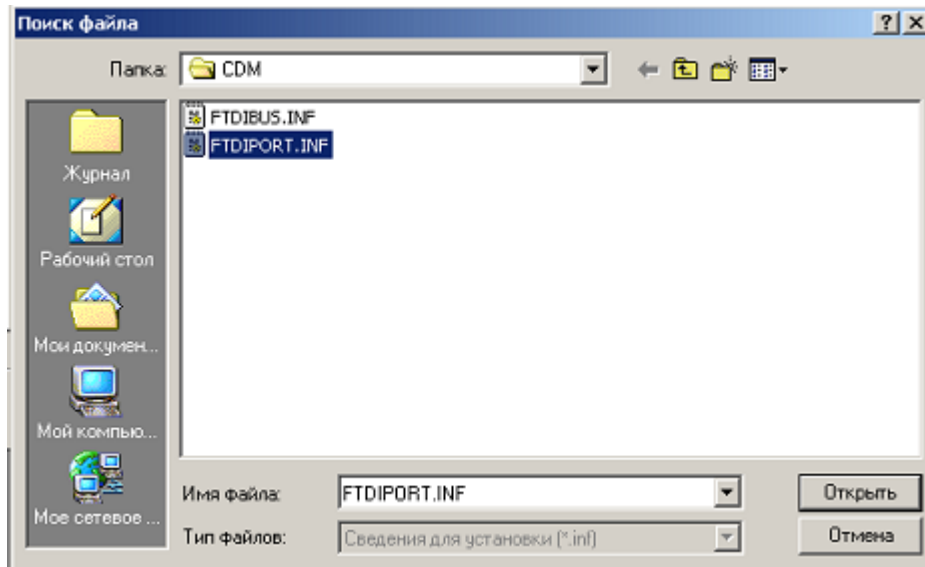 Поиск файла
Папка:
CDM
FTDIBUS.INF
FTDIPORT.INF
Журнал
Рабочий стол
Мои докумен...
Мой компью...
Мое сетевое ...
Имя файла:
FTDIPORT.INF
Открыть
Тип файлов:
Сведения для установки (*.inf)
Отмена